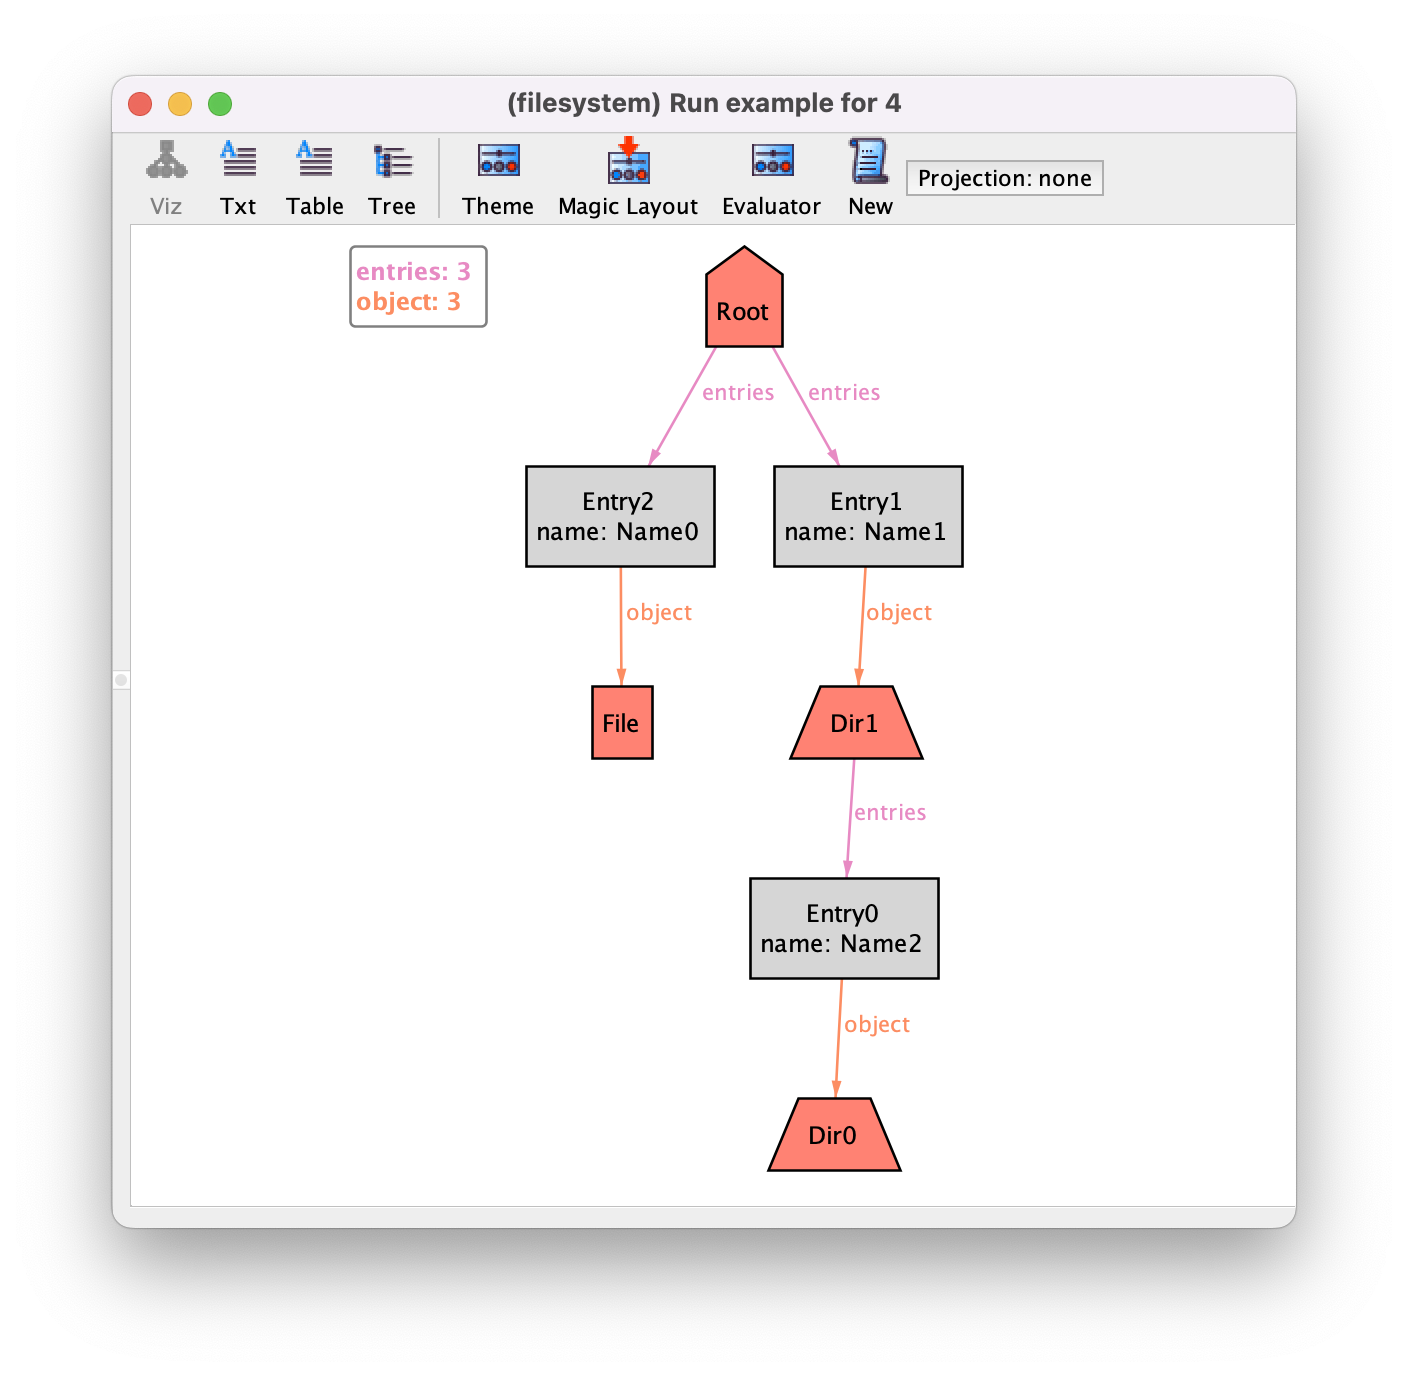 (filesystem) Run example for 4
Viz Txt Table Tree Theme Magic Layout Evaluator New Projection: none
entries: 3
object: 3
Root
entries entries
Entry2
name: Name0
Entry1
name: Name1
object object
File Dir1
entries
Entry0
name: Name2
object
Dir0